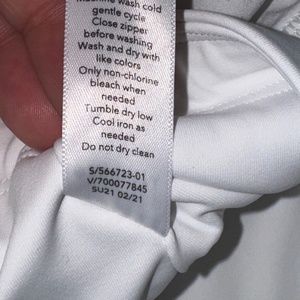 Machine wash cold
gentle cycle
Close zipper
before washing
Wash and dry with
like colors
Only non-chlorine
bleach when
needed
Tumble dry low
Cool iron as
needed
Do not dry clean
S/566723-01
V/700077845
SU21 02/21